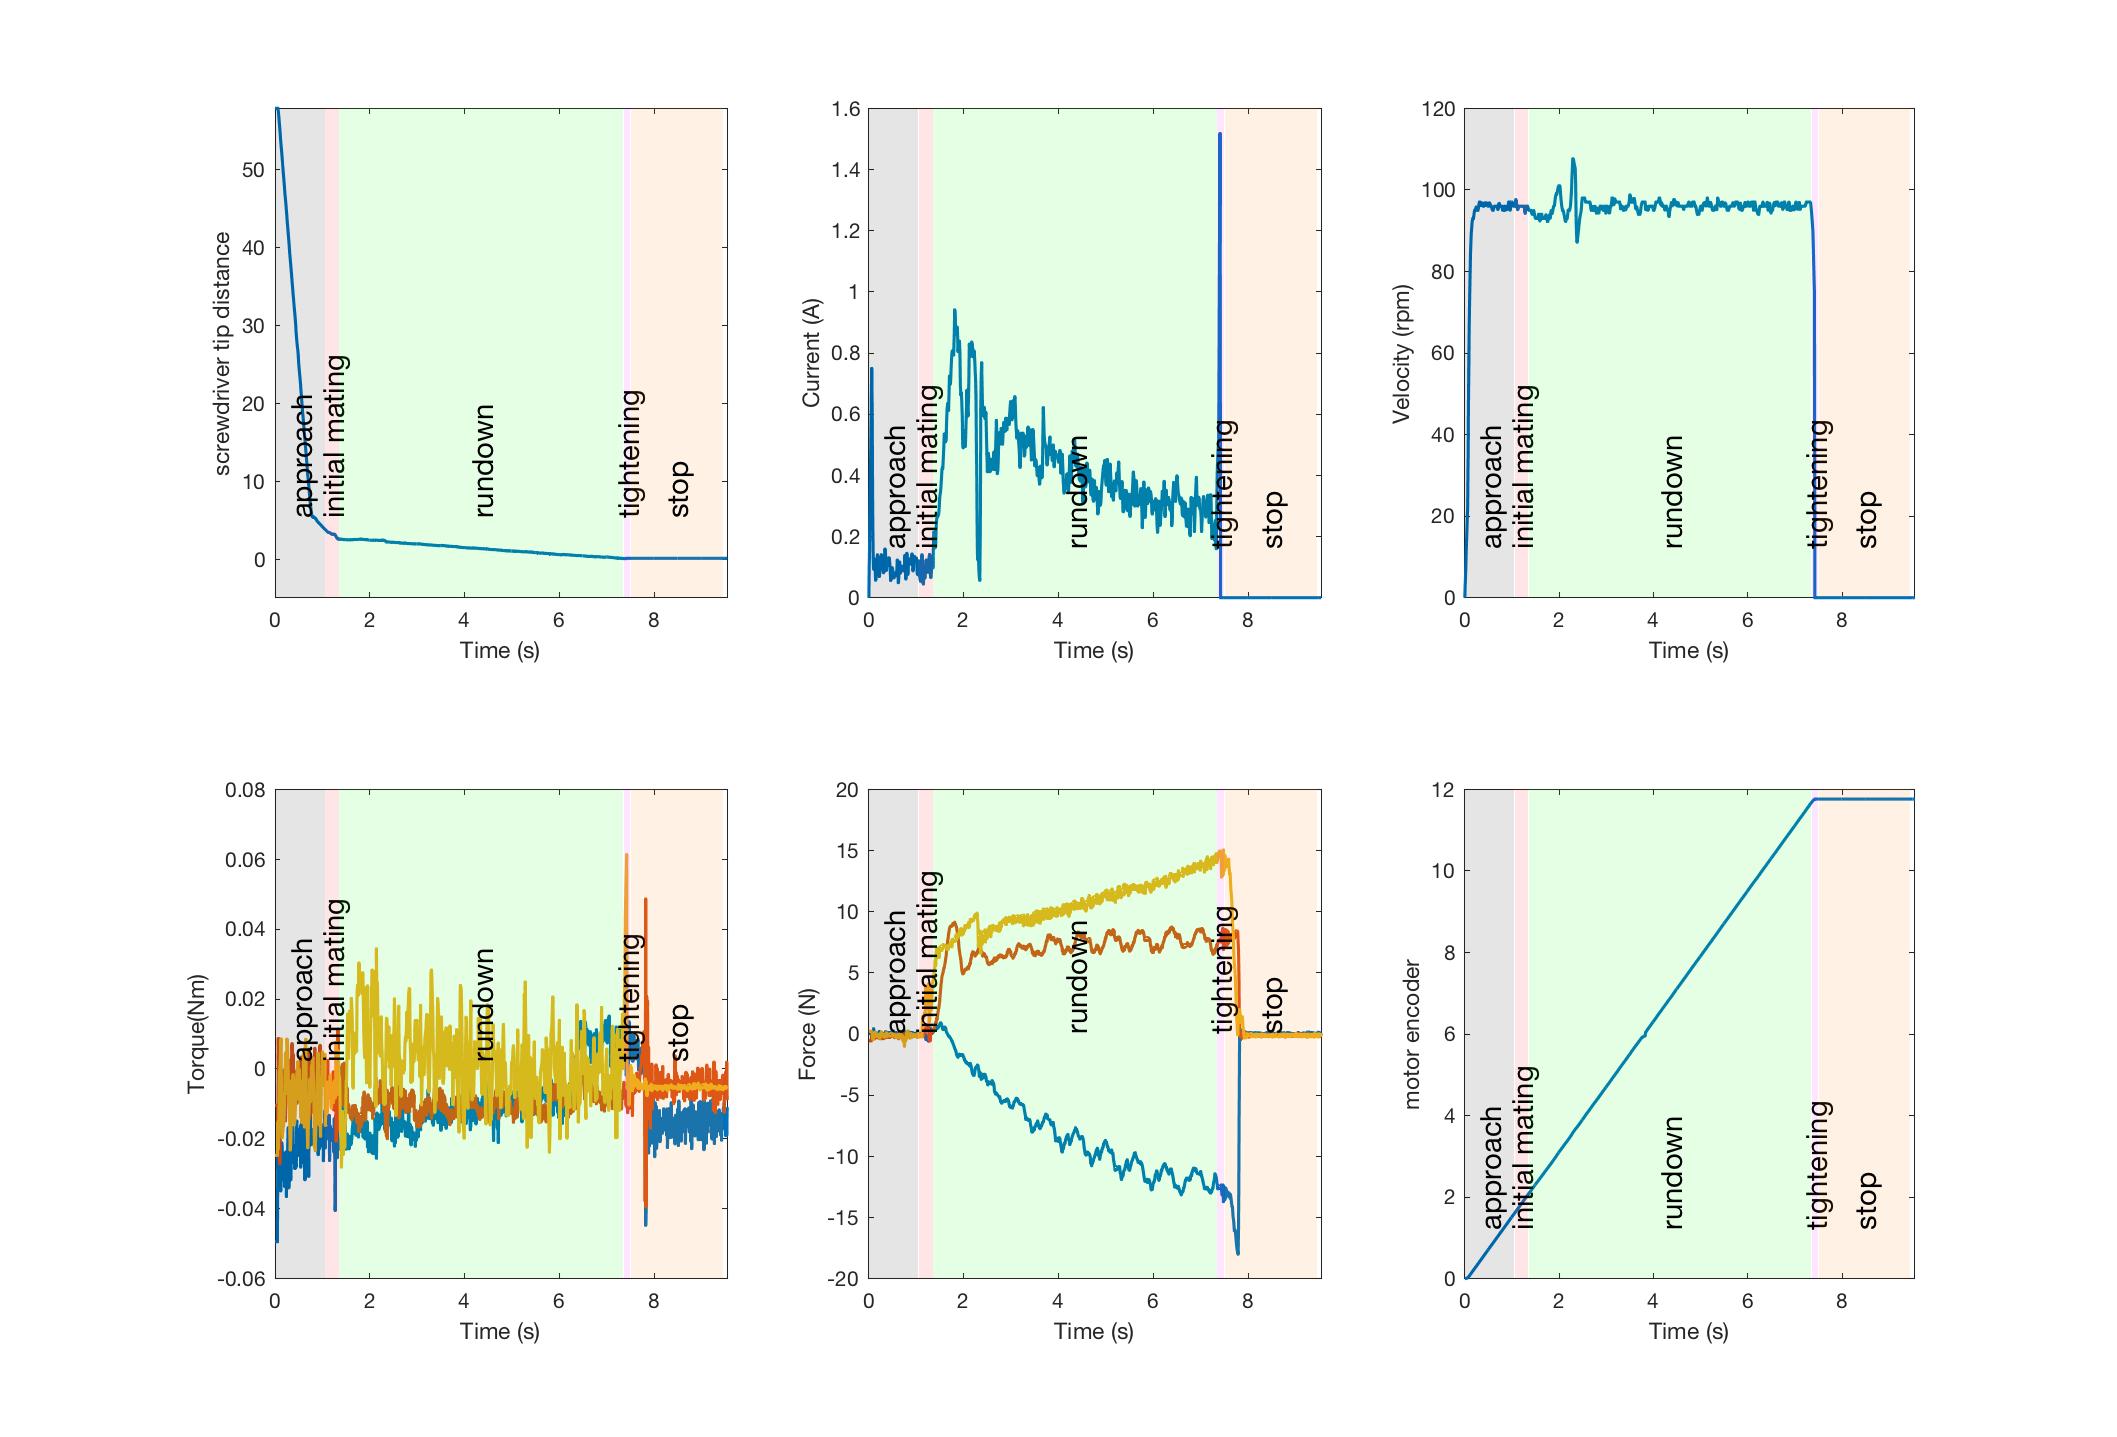 screwdriver tip distance
50
40
30
20
10
0
approach
initial mating
rundown
tightening
stop
0 2 4 6 8
Time (s)
Current (A)
1.6
1.4
1.2
1
0.8
0.6
0.4
0.2
0
approach
initial mating
rundown
tightening
stop
0 2 4 6 8
Time (s)
Velocity (rpm)
120
100
80
60
40
20
0
approach
initial mating
rundown
tightening
stop
0 2 4 6 8
Time (s)
Torque(Nm)
0.08
0.06
0.04
0.02
0
-0.02
-0.04
-0.06
approach
initial mating
rundown
tightening
stop
0 2 4 6 8
Time (s)
Force (N)
20
15
10
5
0
-5
-10
-15
-20
approach
initial mating
rundown
tightening
stop
0 2 4 6 8
Time (s)
motor encoder
12
10
8
6
4
2
0
approach
initial mating
rundown
tightening
stop
0 2 4 6 8
Time (s)